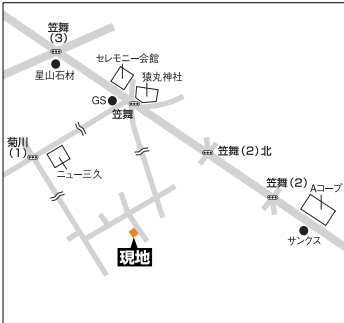 笠舞
(3)
セレモニー会館
星山石材
猿丸神社
GS
笠舞
菊川
(1)
ニュー三久
笠舞(2)北
笠舞(2)
Aコープ
サンクス
現地